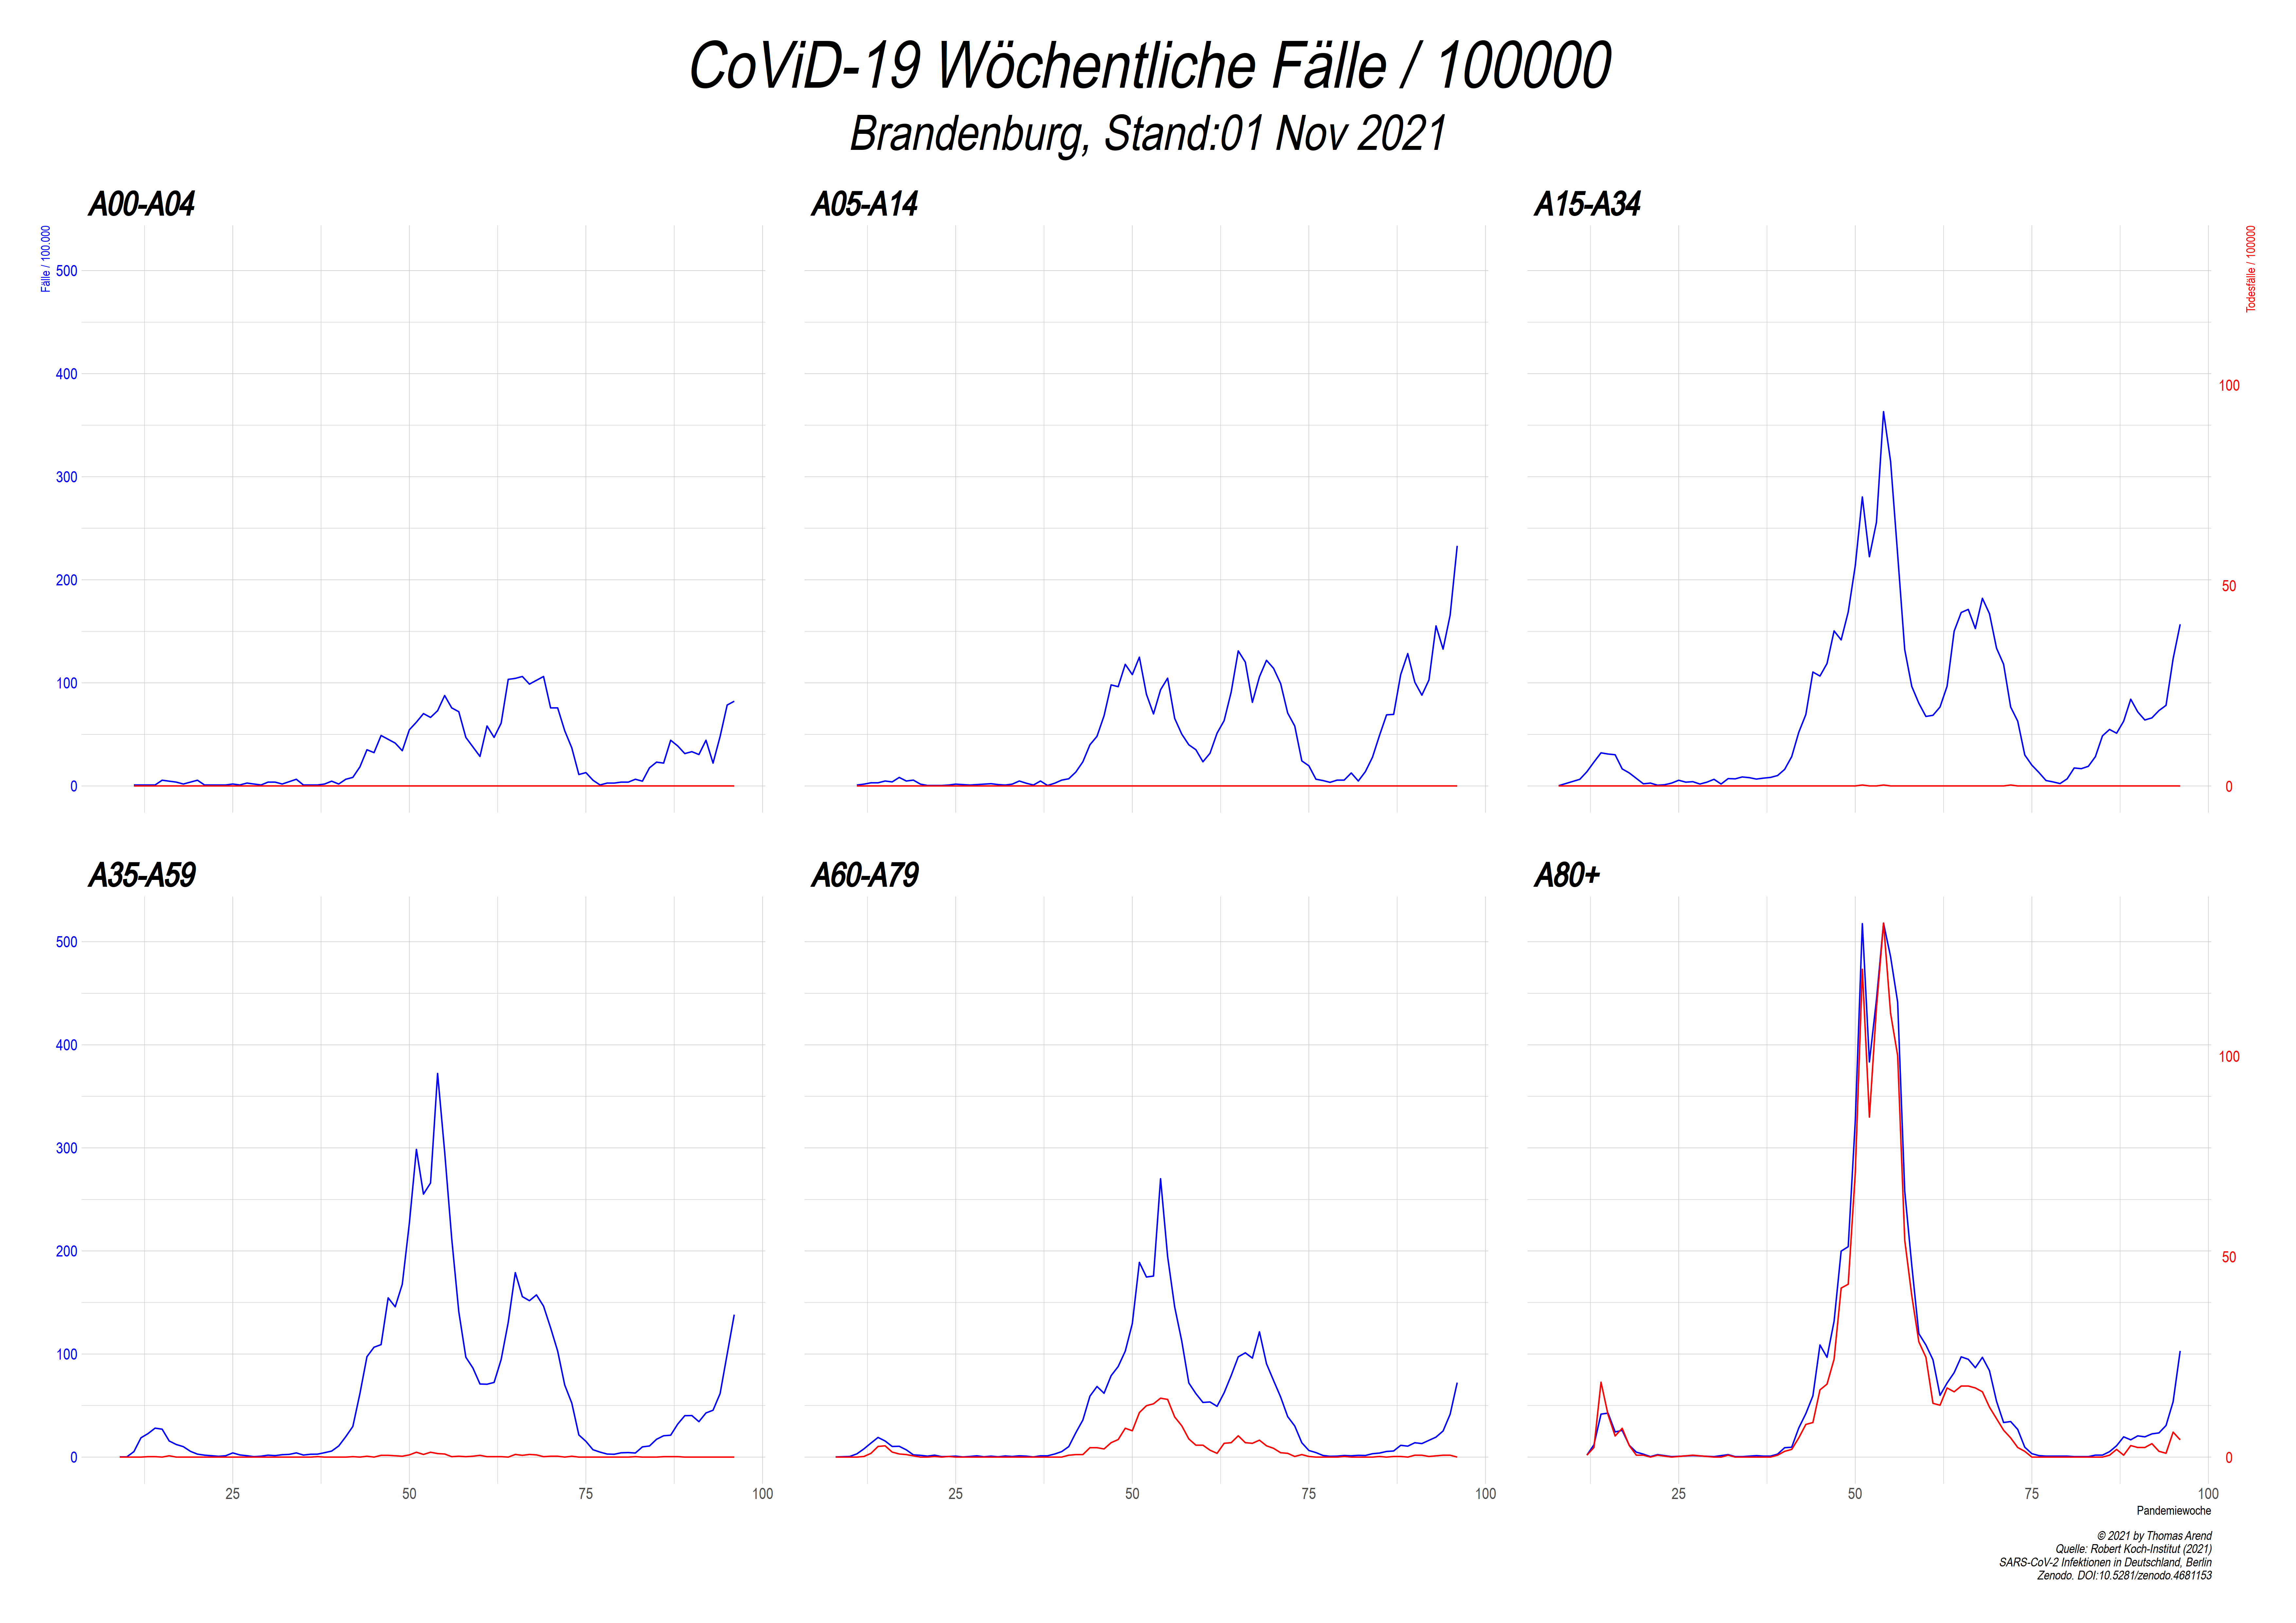 CoViD-19 Wöchentliche Fälle / 100000
Brandenburg, Stand:01 Nov 2021
A00-A04
A05-A14
A15-A34
Fälle / 100.000
500
400
300
200
100
0
Todesfälle / 100000
100
50
0
A35-A59
A60-A79
A80+
500
400
300
200
100
0
100
50
0
25 50 75 100
25 50 75 100
25 50 75 100
Pandemiewoche
© 2021 by Thomas Arend
Quelle: Robert Koch-Institut (2021)
SARS-CoV-2 Infektionen in Deutschland, Berlin
Zenodo. DOI:10.5281/zenodo.4681153